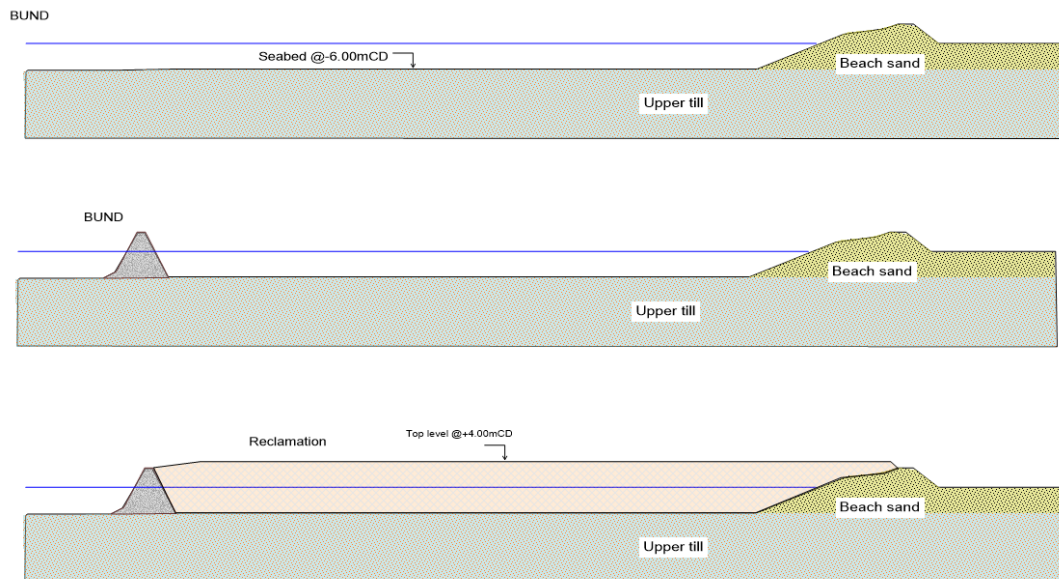 BUND
Seabed @-6.00mCD
Beach sand
Upper till
BUND
Beach sand
Upper till
Reclamation
Top level @+4.00mCD
Beach sand
Upper till